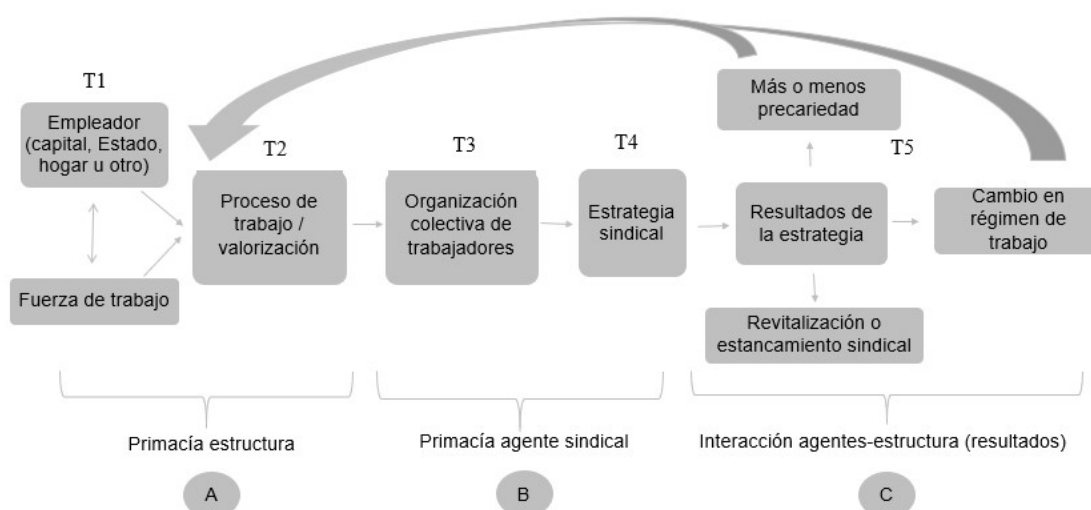 T1
Empleador
(capital, Estado,
hogar u otro)
Fuerza de trabajo
T2
Proceso de
trabajo /
valorización
T3
Organización
colectiva de
trabajadores
T4
Estrategia
sindical
Más o menos
precariedad
T5
Resultados de
la estrategia
Cambio en
régimen de
trabajo
Revitalización o
estancamiento sindical
Primacía estructura
Primacía agente sindical
Interacción agentes-estructura (resultados)
A
B
C